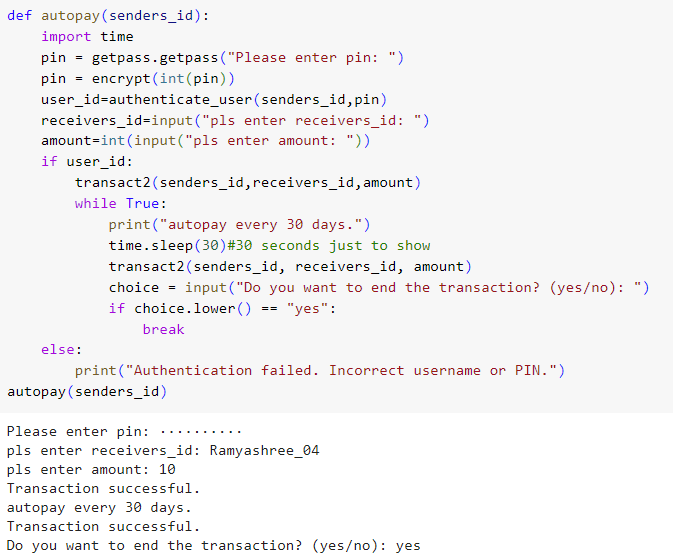 def autopay(senders_id):
    import time
    pin = getpass.getpass("Please enter pin: ")
    pin = encrypt(int(pin))
    user_id=authenticate_user(senders_id,pin)
    receivers_id=input("pls enter receivers_id: ")
    amount=int(input("pls enter amount: "))
    if user_id:
        transact2(senders_id,receivers_id,amount)
        while True:
            print("autopay every 30 days.")
            time.sleep(30)#30 seconds just to show
            transact2(senders_id, receivers_id, amount)
            choice = input("Do you want to end the transaction? (yes/no): ")
            if choice.lower() == "yes":
                break
    else:
        print("Authentication failed. Incorrect username or PIN.")
autopay(senders_id)
Please enter pin: ··········
pls enter receivers_id: Ramyashree_04
pls enter amount: 10
Transaction successful.
autopay every 30 days.
Transaction successful.
Do you want to end the transaction? (yes/no): yes